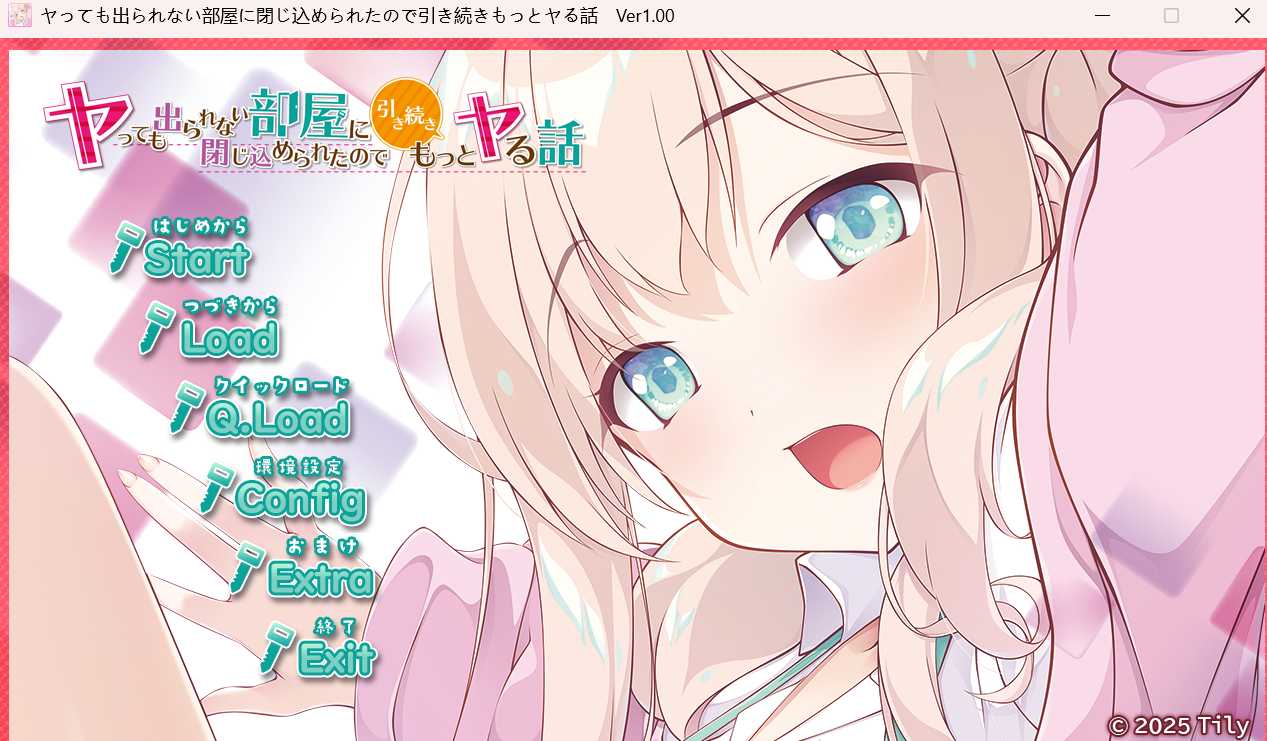 ヤっても出られない部屋に閉じ込められたので引き続きもっとヤる話　Ver1.00
ヤっても出られない部屋に
閉じ込められたので
引き続き
もっとヤる話
はじめから
Start
つづきから
Load
クイックロード
Q.Load
環境設定
Config
おまけ
Extra
終了
Exit
© 2025 Tily